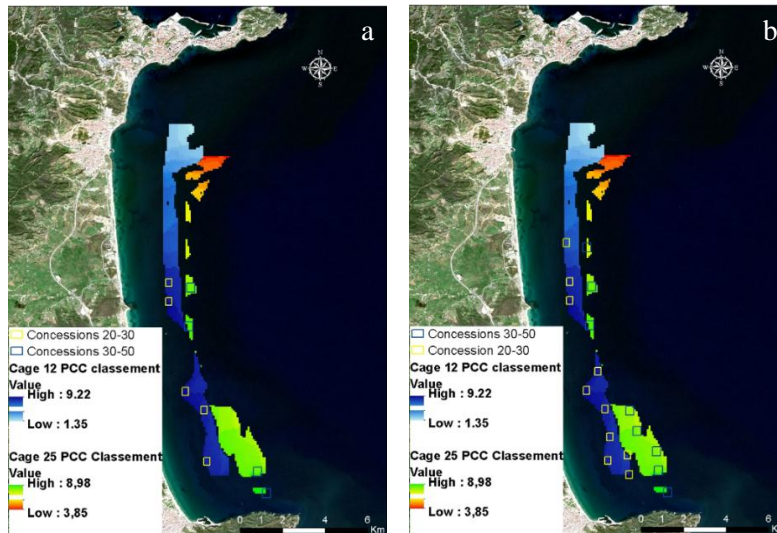 a
N
W E
S
Concessions 20-30
Concessions 30-50
Cage 12 PCC classement
Value
High : 9.22
Low : 1.35
Cage 25 PCC Classement
Value
High : 8,98
Low : 3,85
0 1 2 4 6
Km
b
N
W E
S
Concessions 30-50
Concession 20-30
Cage 12 PCC classement
Value
High : 9.22
Low : 1.35
Cage 25 PCC Classement
Value
High : 8,98
Low : 3,85
0 1 2 4 6
Km